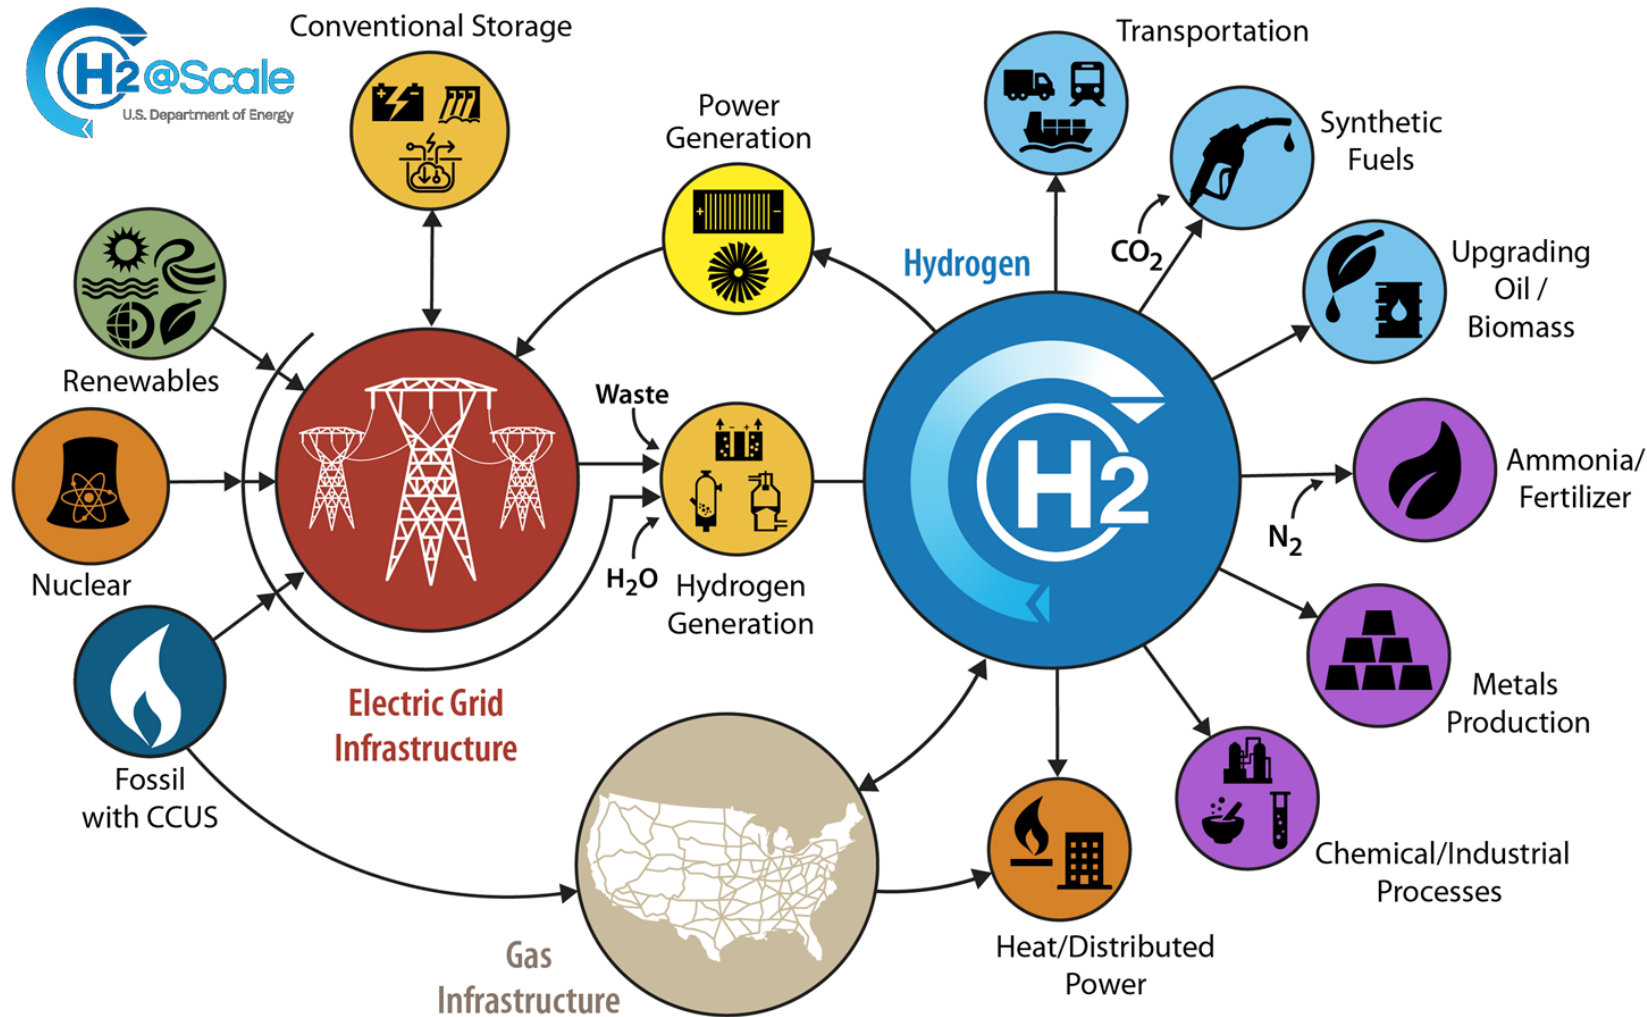 H2@Scale
U.S. Department of Energy
Conventional Storage
Transportation
Power
Generation
Synthetic
Fuels
CO2
Hydrogen
Upgrading
Oil /
Biomass
Renewables
Waste
H2
Ammonia/
Fertilizer
N2
Nuclear
H2O
Hydrogen
Generation
Electric Grid
Infrastructure
Metals
Production
Fossil
with CCUS
Chemical/Industrial
Processes
Heat/Distributed
Power
Gas
Infrastructure